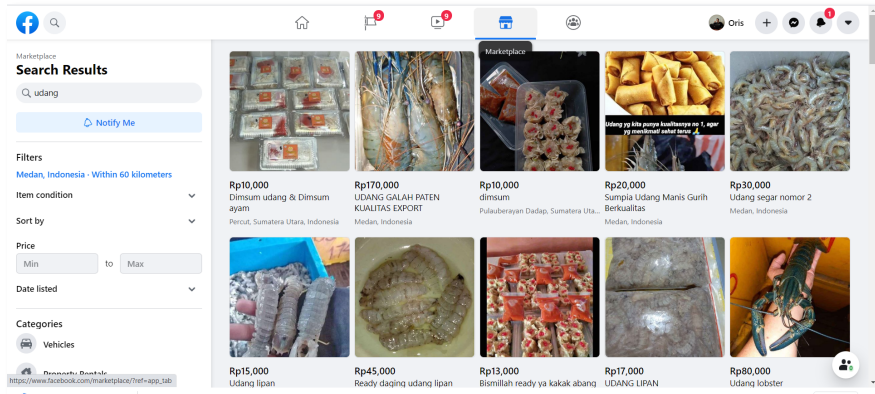 9
9
Oris
1
Marketplace
Search Results
udang
Notify Me
Filters
Medan, Indonesia · Within 60 kilometers
Item condition
Sort by
Price
Min to Max
Date listed
Categories
Vehicles
Property Rentals
https://www.facebook.com/marketplace/?ref=app_tab
Marketplace
Udang yg kita punya kualitasnya no 1, agar
yg menikmati sehat terus 🙏
Rp10,000
Dimsum udang & Dimsum
ayam
Percut, Sumatera Utara, Indonesia
Rp170,000
UDANG GALAH PATEN
KUALITAS EXPORT
Medan, Indonesia
Rp10,000
dimsum
Pulauberayan Dadap, Sumatera Uta...
Rp20,000
Sumpia Udang Manis Gurih
Berkualitas
Medan, Indonesia
Rp30,000
Udang segar nomor 2
Medan, Indonesia
Rp15,000
Udang lipan
Rp45,000
Ready daging udang lipan
Rp13,000
Bismillah ready ya kakak abang
Rp17,000
UDANG LIPAN
Rp80,000
Udang lobster